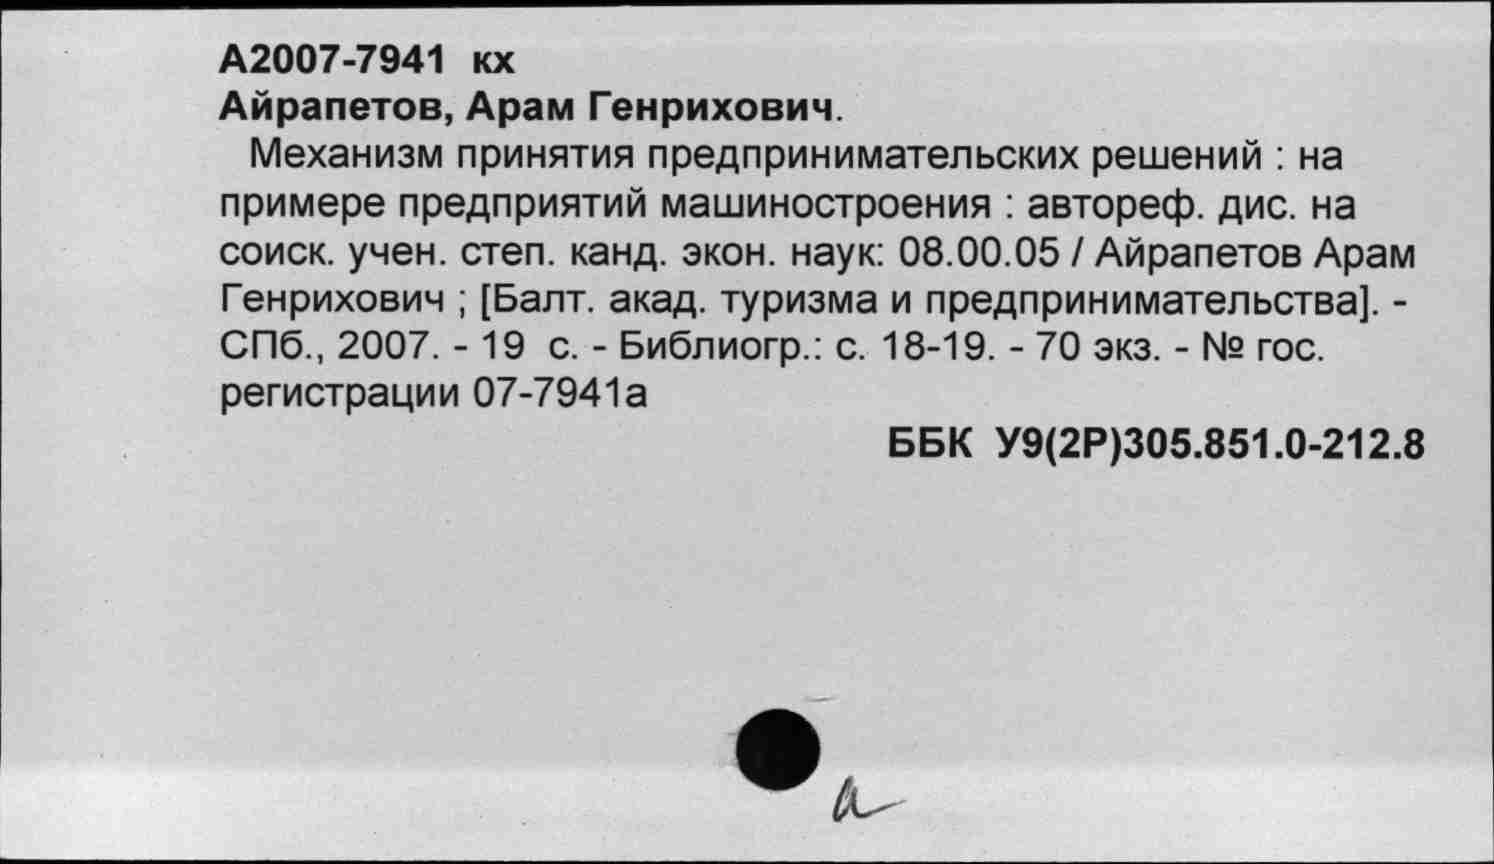 А2007-7941 кх
Айрапетов, Арам Генрихович.
Механизм принятия предпринимательских решений : на
примере предприятий машиностроения : автореф. дис. на
соиск. учен. степ. канд. экон. наук: 08.00.05 / Айрапетов Арам
Генрихович ; [Балт. акад. туризма и предпринимательства]. -
СПб., 2007. - 19 с. - Библиогр.: с. 18-19. - 70 экз. - № гос.
регистрации 07-7941а
ББК У9(2Р)305.851.0-212.8
а